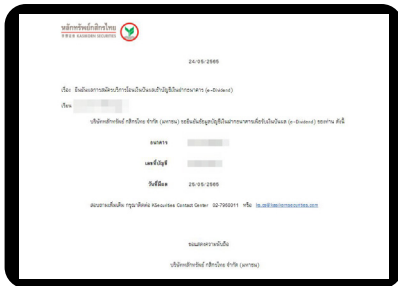 หลักทรัพย์กสิกรไทย
开泰证券 KASIKORN SECURITIES
24/05/2565
เรื่อง ยืนยันผลการสมัครบริการโอนเงินปันผลเข้าบัญชีเงินฝากธนาคาร (e-Dividend)
เรียน
บริษัทหลักทรัพย์ กสิกรไทย จำกัด (มหาชน) ขอยืนยันข้อมูลบัญชีเงินฝากธนาคารเพื่อรับเงินปันผล (e-Dividend) ของท่าน ดังนี้
ธนาคาร
เลขที่บัญชี
วันที่มีผล 25/05/2565
สอบถามเพิ่มเติม กรุณาติดต่อ KSecurities Contact Center 02-7960011 หรือ
ขอแสดงความนับถือ
บริษัทหลักทรัพย์ กสิกรไทย จำกัด (มหาชน)